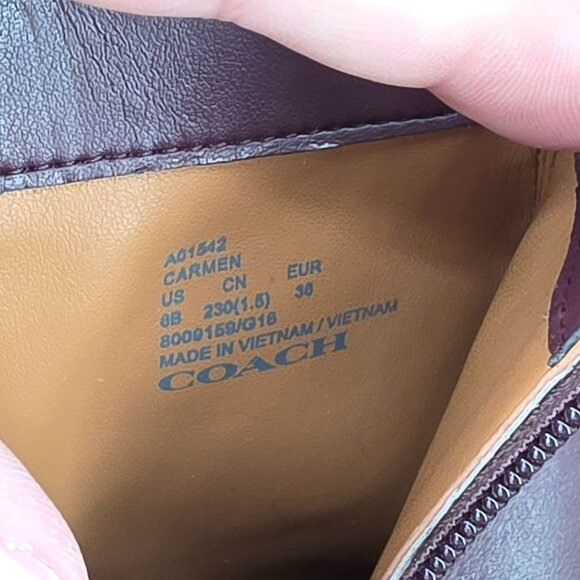 A01542
CARMEN
US CN EUR
6B 230(1.5) 36
8009159/G16
MADE IN VIETNAM / VIETNAM
COACH